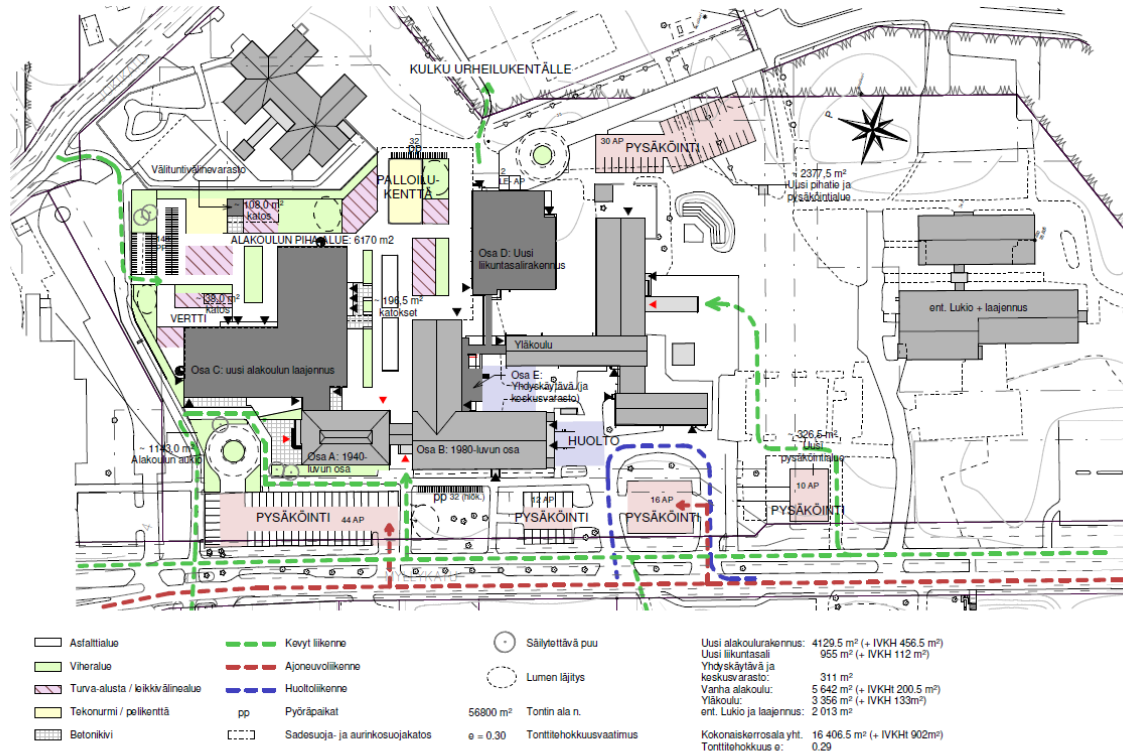 KULKU URHEILUKENTÄLLE
30 AP
PYSÄKÖINTI
32
pp
Välituntivälinevarasto
PALLOILU-
KENTTÄ
2
LE- AP
P
2377,5 m²
Uusi pihatie ja
pysäköintialue
~ 108,0 m²
katos
ALAKOULUN PIHA-ALUE: 6170 m2
Osa D: Uusi
liikuntasalirakennus
~ 196,5 m²
katokset
katos
VERTTI
ent. Lukio + laajennus
Yläkoulu
Osa C: uusi alakoulun laajennus
Osa E:
Yhdyskäytävä (ja
keskusvarasto)
HUOLTO
~ 1143,0 m²
Alakoulun aukio
Osa A: 1940-
luvun osa
Osa B: 1980-luvun osa
326,5 m²
Uusi
pysäköintialue
pp 32 (hlök.)
12 AP
16 AP
10 AP
PYSÄKÖINTI 44 AP
PYSÄKÖINTI
PYSÄKÖINTI
PYSÄKÖINTI
Asfalttialue
Viheralue
Turva-alusta / leikkivälinealue
Tekonurmi / pelikenttä
Betonikivi
Kevyt liikenne
Ajoneuvoliikenne
Huoltoliikenne
pp Pyöräpaikat
Sadesuoja- ja aurinkosuojakatos
Säilytettävä puu
Lumen läjitys
56800 m² Tontin ala n.
e = 0.30 Tonttitehokkuusvaatimus
Uusi alakoulurakennus: 4129.5 m² (+ IVKH 456.5m²)
Uusi liikuntasali 955 m² (+ IVKH 112 m²)
Yhdyskäytävä ja
keskusvarasto: 311 m²
Vanha alakoulu: 5 642 m² (+ IVKHt 200.5 m²)
Yläkoulu: 3 356 m² (+ IVKH 133m²)
ent. Lukio ja laajennus: 2 013 m²
Kokonaiskerrosala yht. 16 406.5 m² (+ IVKHt 902m²)
Tonttitehokkuus e: 0.29